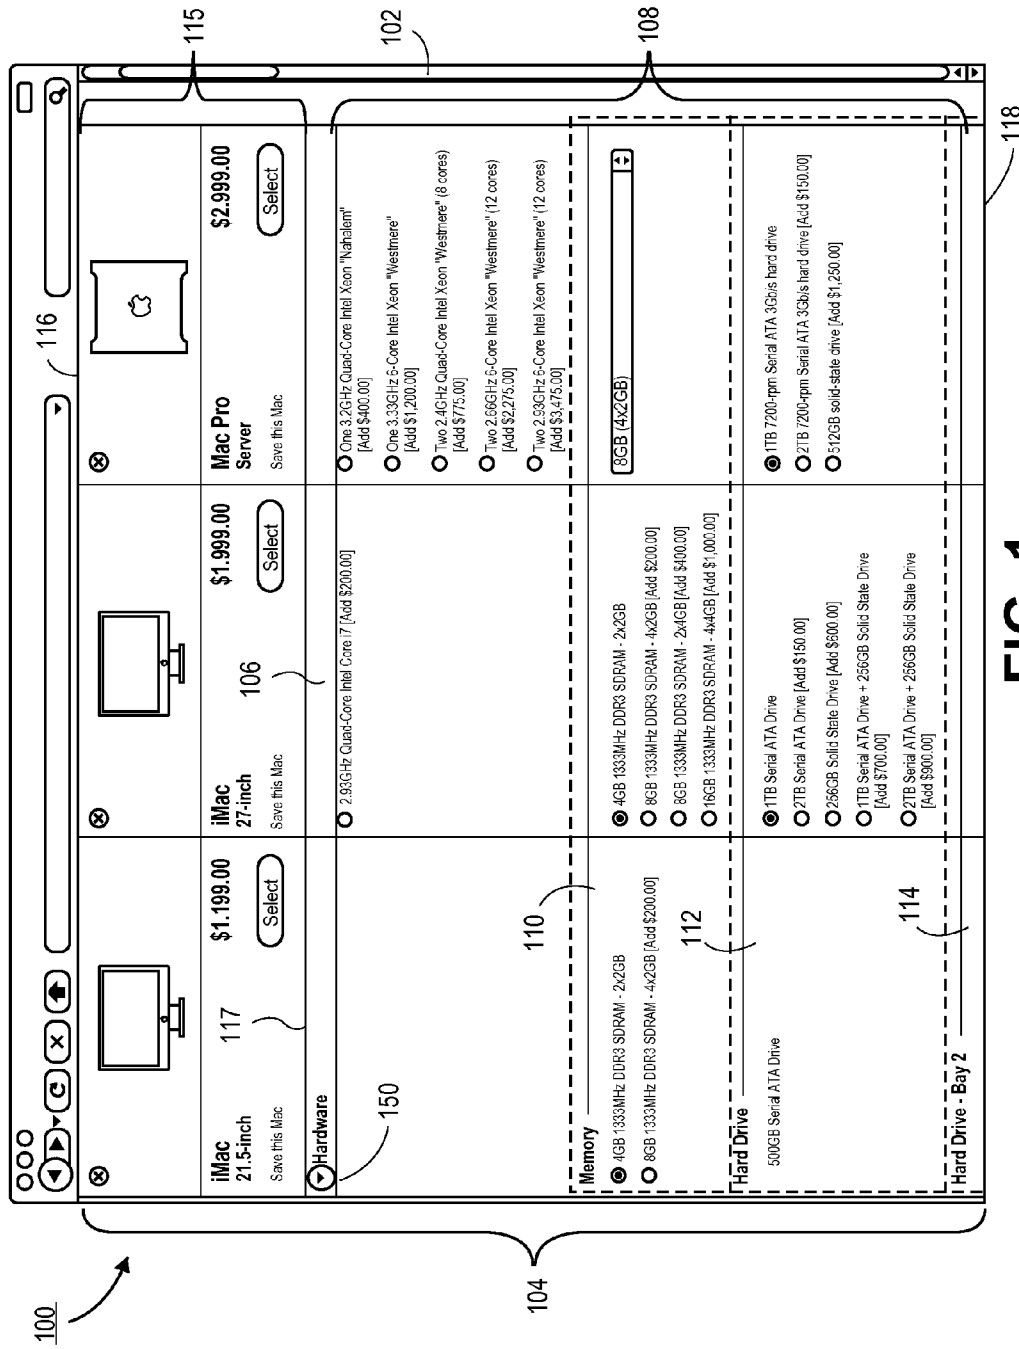 100
116
iMac
21.5-inch
$1.199.00
Save this Mac
Select
iMac
27-inch
$1.999.00
Save this Mac
Select
Mac Pro
Server
$2.999.00
Save this Mac
Select
115
117
106
102
Hardware
150
2.93GHz Quad-Core Intel Core i7 [Add $200.00]
One 3.2GHz Quad-Core Intel Xeon "Nahalem"
[Add $400.00]
One 3.33GHz 6-Core Intel Xeon "Westmere"
[Add $1,200.00]
Two 2.4GHz Quad-Core Intel Xeon "Westmere" (8 cores)
[Add $775.00]
Two 2.66GHz 6-Core Intel Xeon "Westmere" (12 cores)
[Add $2,275.00]
Two 2.93GHz 6-Core Intel Xeon "Westmere" (12 cores)
[Add $3,475.00]
104
108
110
Memory
4GB 1333MHz DDR3 SDRAM - 2x2GB
8GB 1333MHz DDR3 SDRAM - 4x2GB [Add $200.00]
4GB 1333MHz DDR3 SDRAM - 2x2GB
8GB 1333MHz DDR3 SDRAM - 4x2GB [Add $200.00]
8GB 1333MHz DDR3 SDRAM - 2x4GB [Add $400.00]
16GB 1333MHz DDR3 SDRAM - 4x4GB [Add $1,000.00]
8GB (4x2GB)
112
Hard Drive
500GB Serial ATA Drive
1TB Serial ATA Drive
2TB Serial ATA Drive [Add $150.00]
256GB Solid State Drive [Add $600.00]
1TB Serial ATA Drive + 256GB Solid State Drive
[Add $700.00]
2TB Serial ATA Drive + 256GB Solid State Drive
[Add $900.00]
1TB 7200-rpm Serial ATA 3Gb/s hard drive
2TB 7200-rpm Serial ATA 3Gb/s hard drive [Add $150.00]
512GB solid-state drive [Add $1,250.00]
114
Hard Drive - Bay 2
118
FIG. 1